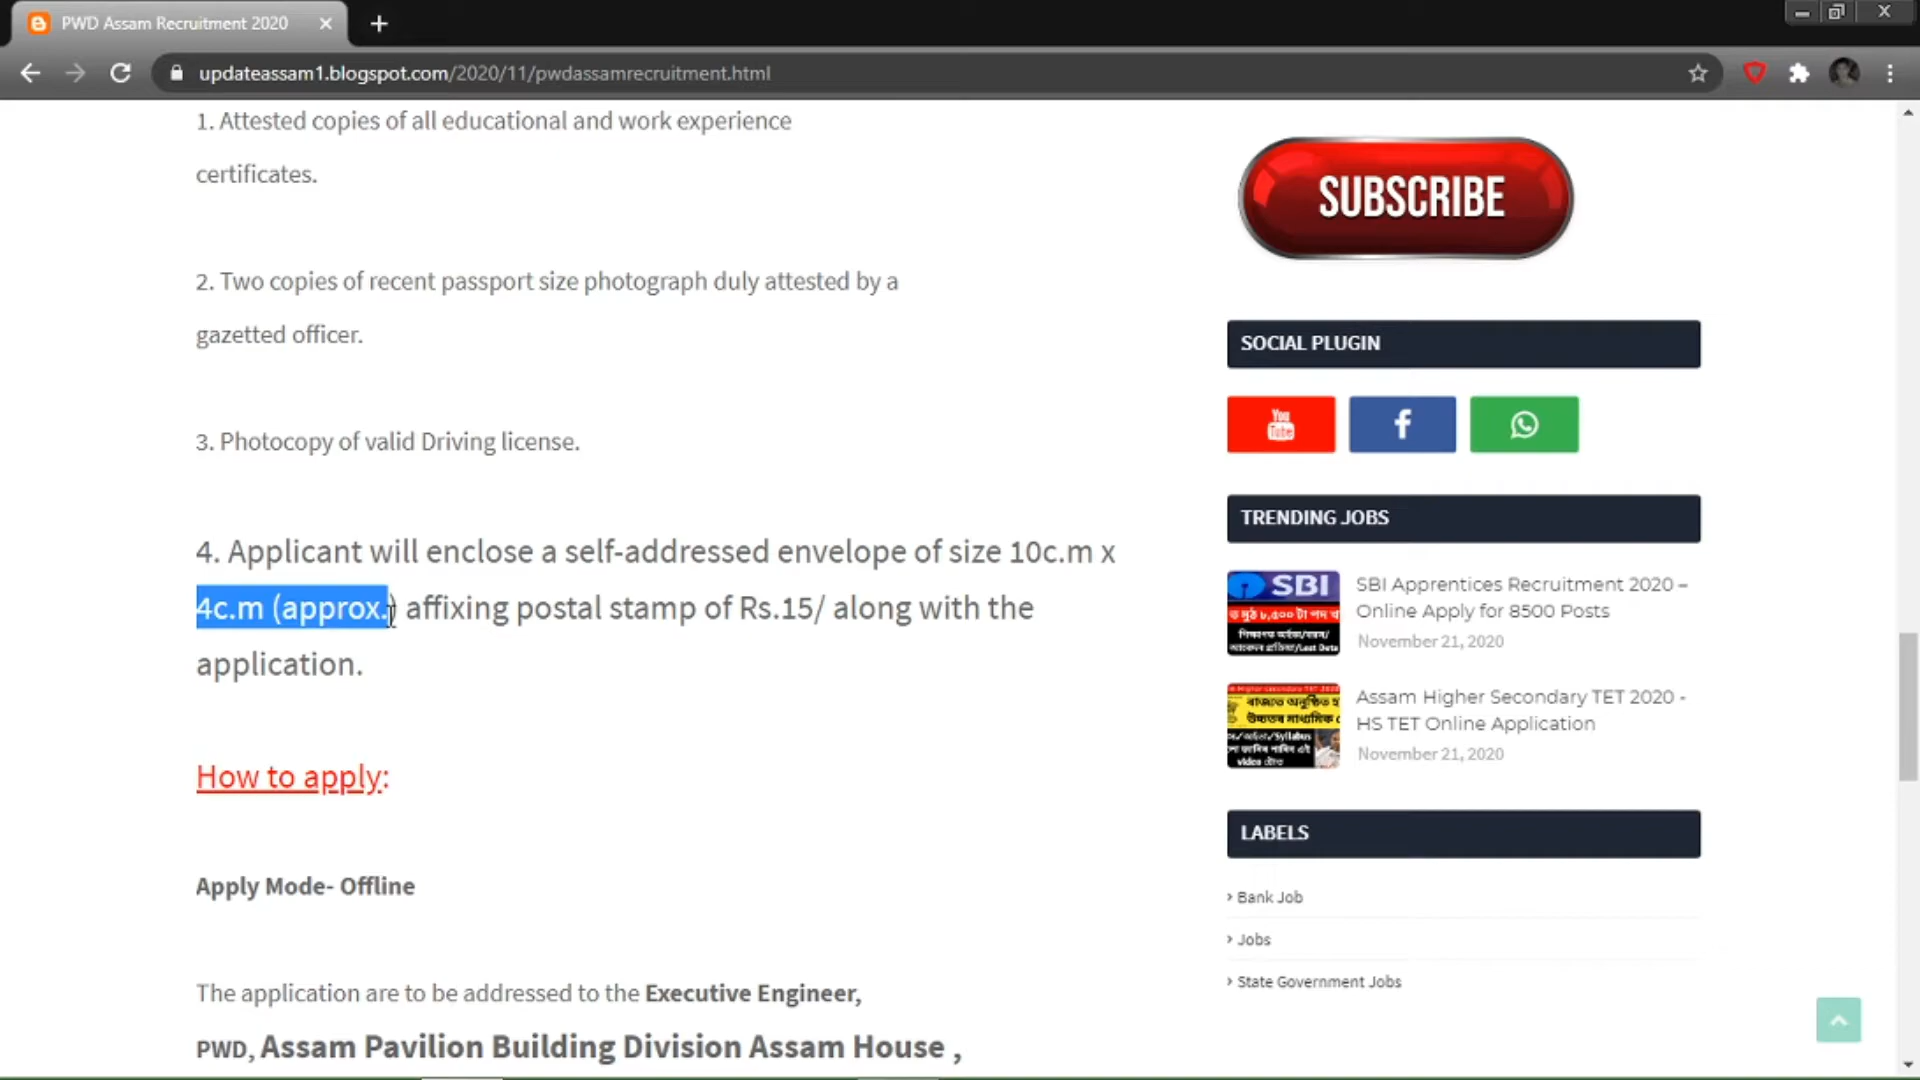 PWD Assam Recruitment 2020
updateassam1.blogspot.com/2020/11/pwdassamrecruitment.html
1. Attested copies of all educational and work experience
certificates.
2. Two copies of recent passport size photograph duly attested by a
gazetted officer.
3. Photocopy of valid Driving license.
4. Applicant will enclose a self-addressed envelope of size 10c.m x
4c.m (approx.) affixing postal stamp of Rs.15/ along with the
application.
How to apply:
Apply Mode- Offline
The application are to be addressed to the Executive Engineer,
PWD, Assam Pavilion Building Division Assam House ,
SUBSCRIBE
SOCIAL PLUGIN
You
Tube
TRENDING JOBS
SBI
SBI Apprentices Recruitment 2020 –
Online Apply for 8500 Posts
November 21, 2020
Assam Higher Secondary TET 2020 -
HS TET Online Application
November 21, 2020
LABELS
Bank Job
Jobs
State Government Jobs